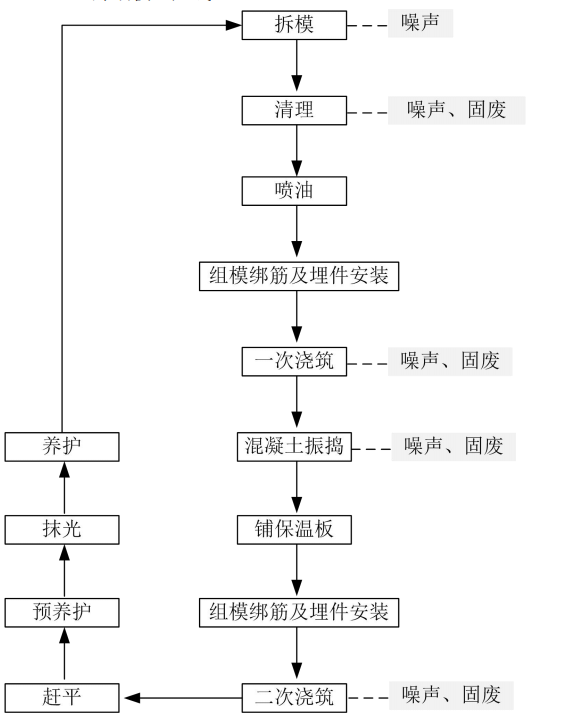 拆模
噪声
清理
噪声、固废
喷油
组模绑筋及埋件安装
一次浇筑
噪声、固废
养护
混凝土振捣
噪声、固废
抹光
铺保温板
预养护
组模绑筋及埋件安装
赶平
二次浇筑
噪声、固废